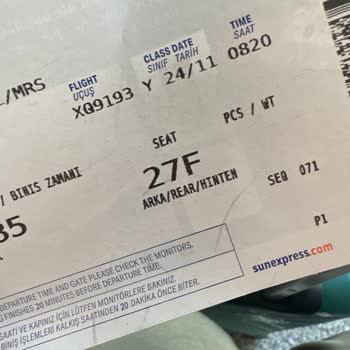 /MRS
FLIGHT
UÇUŞ
XQ9193 Y
CLASS DATE
SINIF TARİH
24/11
TIME
SAAT
0820
/ BINIS ZAMANI
35
SEAT
27F
ARKA/REAR/HINTEN
PCS / WT
SEQ 071
P1
sunexpress.com
DEPARTURE TIME AND GATE PLEASE CHECK THE MONITORS.
FINISHES 20 MINUTES BEFORE DEPARTURE TIME.
SAATİ VE KAPINIZ İÇİN LÜTFEN MONİTÖRLERE BAKINIZ.
BİNİŞ İŞLEMLERİ KALKIŞ SAATINDAN 20 DAKİKA ÖNCE BİTER.